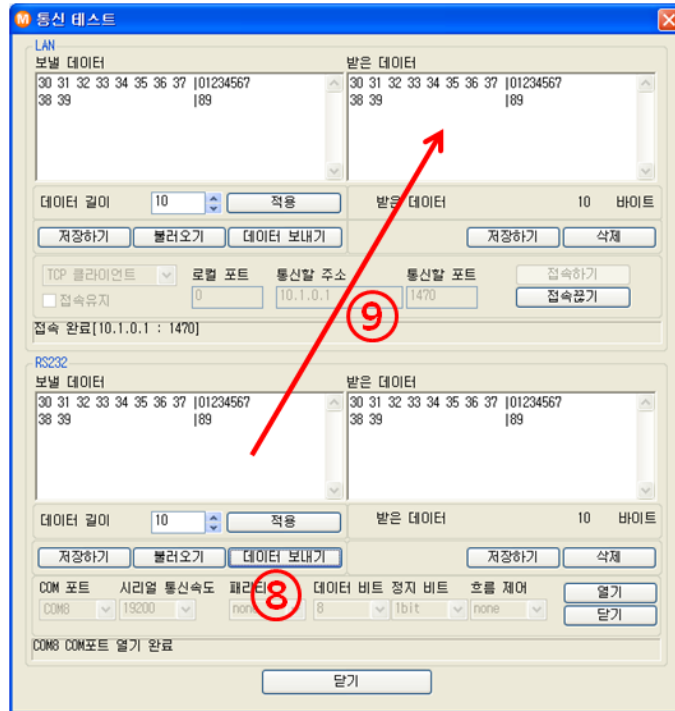 M 통신 테스트
LAN
보낼 데이터 받은 데이터
30 31 32 33 34 35 36 37 |01234567 30 31 32 33 34 35 36 37 |01234567
38 39 |89 38 39 |89
데이터 길이 10 적용 받은 데이터 10 바이트
저장하기 불러오기 데이터 보내기 저장하기 삭제
TCP 클라이언트 로컬 포트 통신할 주소 통신할 포트 접속하기
접속유지 0 10.1.0.1 1470 접속끊기
⑨
접속 완료[10.1.0.1 : 1470]
RS232
보낼 데이터 받은 데이터
30 31 32 33 34 35 36 37 |01234567 30 31 32 33 34 35 36 37 |01234567
38 39 |89 38 39 |89
데이터 길이 10 적용 받은 데이터 10 바이트
저장하기 불러오기 데이터 보내기 저장하기 삭제
COM 포트 시리얼 통신속도 데이터 비트 정지 비트 흐름 제어 열기
⑧
COM8 19200 none 8 1bit none 닫기
COM8 COM포트 열기 완료
닫기